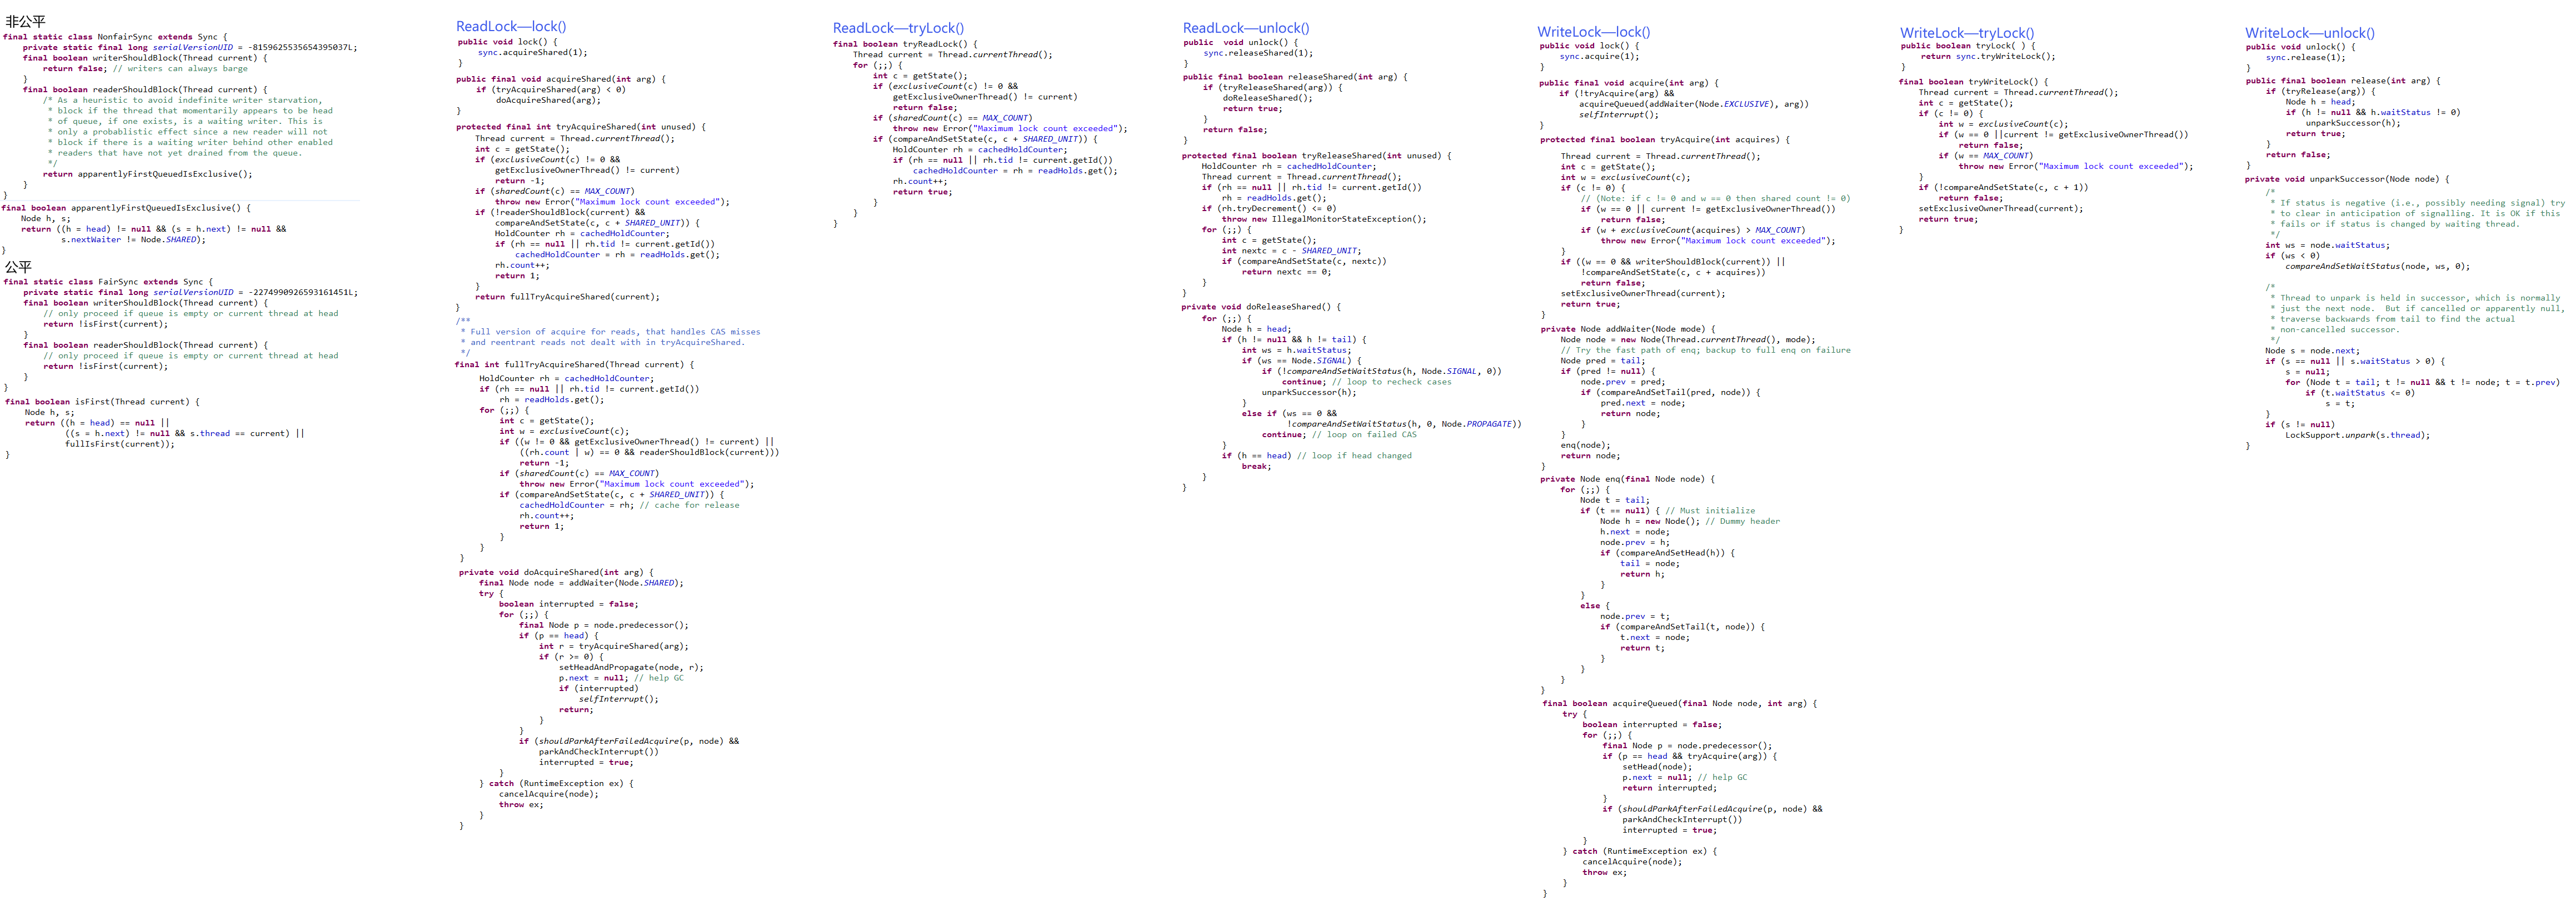 非公平
final static class NonfairSync extends Sync {
private static final long serialVersionUID = -8159625535654395037L;
final boolean writerShouldBlock(Thread current) {
return false; // writers can always barge
}
final boolean readerShouldBlock(Thread current) {
/* As a heuristic to avoid indefinite writer starvation,
* block if the thread that momentarily appears to be head
* of queue, if one exists, is a waiting writer. This is
* only a probablistic effect since a new reader will not
* block if there is a waiting writer behind other enabled
* readers that have not yet drained from the queue.
*/
return apparentlyFirstQueuedIsExclusive();
}
}
final boolean apparentlyFirstQueuedIsExclusive() {
Node h, s;
return ((h = head) != null && (s = h.next) != null &&
s.nextWaiter != Node.SHARED);
}
公平
final static class FairSync extends Sync {
private static final long serialVersionUID = -2274990926593161451L;
final boolean writerShouldBlock(Thread current) {
// only proceed if queue is empty or current thread at head
return !isFirst(current);
}
final boolean readerShouldBlock(Thread current) {
// only proceed if queue is empty or current thread at head
return !isFirst(current);
}
}
final boolean isFirst(Thread current) {
Node h, s;
return ((h = head) == null ||
((s = h.next) != null && s.thread == current) ||
fullIsFirst(current));
}
ReadLock—lock()
public void lock() {
sync.acquireShared(1);
}
public final void acquireShared(int arg) {
if (tryAcquireShared(arg) < 0)
doAcquireShared(arg);
}
protected final int tryAcquireShared(int unused) {
Thread current = Thread.currentThread();
int c = getState();
if (exclusiveCount(c) != 0 &&
getExclusiveOwnerThread() != current)
return -1;
if (sharedCount(c) == MAX_COUNT)
throw new Error("Maximum lock count exceeded");
if (!readerShouldBlock(current) &&
compareAndSetState(c, c + SHARED_UNIT)) {
HoldCounter rh = cachedHoldCounter;
if (rh == null || rh.tid != current.getId())
cachedHoldCounter = rh = readHolds.get();
rh.count++;
return 1;
}
return fullTryAcquireShared(current);
}
/**
* Full version of acquire for reads, that handles CAS misses
* and reentrant reads not dealt with in tryAcquireShared.
*/
final int fullTryAcquireShared(Thread current) {
HoldCounter rh = cachedHoldCounter;
if (rh == null || rh.tid != current.getId())
rh = readHolds.get();
for (;;) {
int c = getState();
int w = exclusiveCount(c);
if ((w != 0 && getExclusiveOwnerThread() != current) ||
((rh.count | w) == 0 && readerShouldBlock(current)))
return -1;
if (sharedCount(c) == MAX_COUNT)
throw new Error("Maximum lock count exceeded");
if (compareAndSetState(c, c + SHARED_UNIT)) {
cachedHoldCounter = rh; // cache for release
rh.count++;
return 1;
}
}
}
private void doAcquireShared(int arg) {
final Node node = addWaiter(Node.SHARED);
try {
boolean interrupted = false;
for (;;) {
final Node p = node.predecessor();
if (p == head) {
int r = tryAcquireShared(arg);
if (r >= 0) {
setHeadAndPropagate(node, r);
p.next = null; // help GC
if (interrupted)
selfInterrupt();
return;
}
}
if (shouldParkAfterFailedAcquire(p, node) &&
parkAndCheckInterrupt())
interrupted = true;
}
} catch (RuntimeException ex) {
cancelAcquire(node);
throw ex;
}
}
ReadLock—tryLock()
final boolean tryReadLock() {
Thread current = Thread.currentThread();
for (;;) {
int c = getState();
if (exclusiveCount(c) != 0 &&
getExclusiveOwnerThread() != current)
return false;
if (sharedCount(c) == MAX_COUNT)
throw new Error("Maximum lock count exceeded");
if (compareAndSetState(c, c + SHARED_UNIT)) {
HoldCounter rh = cachedHoldCounter;
if (rh == null || rh.tid != current.getId())
cachedHoldCounter = rh = readHolds.get();
rh.count++;
return true;
}
}
}
ReadLock—unlock()
public  void unlock() {
sync.releaseShared(1);
}
public final boolean releaseShared(int arg) {
if (tryReleaseShared(arg)) {
doReleaseShared();
return true;
}
return false;
}
protected final boolean tryReleaseShared(int unused) {
HoldCounter rh = cachedHoldCounter;
Thread current = Thread.currentThread();
if (rh == null || rh.tid != current.getId())
rh = readHolds.get();
if (rh.tryDecrement() <= 0)
throw new IllegalMonitorStateException();
for (;;) {
int c = getState();
int nextc = c - SHARED_UNIT;
if (compareAndSetState(c, nextc))
return nextc == 0;
}
}
private void doReleaseShared() {
for (;;) {
Node h = head;
if (h != null && h != tail) {
int ws = h.waitStatus;
if (ws == Node.SIGNAL) {
if (!compareAndSetWaitStatus(h, Node.SIGNAL, 0))
continue; // loop to recheck cases
unparkSuccessor(h);
}
else if (ws == 0 &&
!compareAndSetWaitStatus(h, 0, Node.PROPAGATE))
continue; // loop on failed CAS
}
if (h == head) // loop if head changed
break;
}
}
WriteLock—lock()
public void lock() {
sync.acquire(1);
}
public final void acquire(int arg) {
if (!tryAcquire(arg) &&
acquireQueued(addWaiter(Node.EXCLUSIVE), arg))
selfInterrupt();
}
protected final boolean tryAcquire(int acquires) {
Thread current = Thread.currentThread();
int c = getState();
int w = exclusiveCount(c);
if (c != 0) {
// (Note: if c != 0 and w == 0 then shared count != 0)
if (w == 0 || current != getExclusiveOwnerThread())
return false;
if (w + exclusiveCount(acquires) > MAX_COUNT)
throw new Error("Maximum lock count exceeded");
}
if ((w == 0 && writerShouldBlock(current)) ||
!compareAndSetState(c, c + acquires))
return false;
setExclusiveOwnerThread(current);
return true;
}
private Node addWaiter(Node mode) {
Node node = new Node(Thread.currentThread(), mode);
// Try the fast path of enq; backup to full enq on failure
Node pred = tail;
if (pred != null) {
node.prev = pred;
if (compareAndSetTail(pred, node)) {
pred.next = node;
return node;
}
}
enq(node);
return node;
}
private Node enq(final Node node) {
for (;;) {
Node t = tail;
if (t == null) { // Must initialize
Node h = new Node(); // Dummy header
h.next = node;
node.prev = h;
if (compareAndSetHead(h)) {
tail = node;
return h;
}
}
else {
node.prev = t;
if (compareAndSetTail(t, node)) {
t.next = node;
return t;
}
}
}
}
final boolean acquireQueued(final Node node, int arg) {
try {
boolean interrupted = false;
for (;;) {
final Node p = node.predecessor();
if (p == head && tryAcquire(arg)) {
setHead(node);
p.next = null; // help GC
return interrupted;
}
if (shouldParkAfterFailedAcquire(p, node) &&
parkAndCheckInterrupt())
interrupted = true;
}
} catch (RuntimeException ex) {
cancelAcquire(node);
throw ex;
}
}
WriteLock—tryLock()
public boolean tryLock( ) {
return sync.tryWriteLock();
}
final boolean tryWriteLock() {
Thread current = Thread.currentThread();
int c = getState();
if (c != 0) {
int w = exclusiveCount(c);
if (w == 0 ||current != getExclusiveOwnerThread())
return false;
if (w == MAX_COUNT)
throw new Error("Maximum lock count exceeded");
}
if (!compareAndSetState(c, c + 1))
return false;
setExclusiveOwnerThread(current);
return true;
}
WriteLock—unlock()
public void unlock() {
sync.release(1);
}
public final boolean release(int arg) {
if (tryRelease(arg)) {
Node h = head;
if (h != null && h.waitStatus != 0)
unparkSuccessor(h);
return true;
}
return false;
}
private void unparkSuccessor(Node node) {
/*
* If status is negative (i.e., possibly needing signal) try
* to clear in anticipation of signalling. It is OK if this
* fails or if status is changed by waiting thread.
*/
int ws = node.waitStatus;
if (ws < 0)
compareAndSetWaitStatus(node, ws, 0);
/*
* Thread to unpark is held in successor, which is normally
* just the next node.  But if cancelled or apparently null,
* traverse backwards from tail to find the actual
* non-cancelled successor.
*/
Node s = node.next;
if (s == null || s.waitStatus > 0) {
s = null;
for (Node t = tail; t != null && t != node; t = t.prev)
if (t.waitStatus <= 0)
s = t;
}
if (s != null)
LockSupport.unpark(s.thread);
}